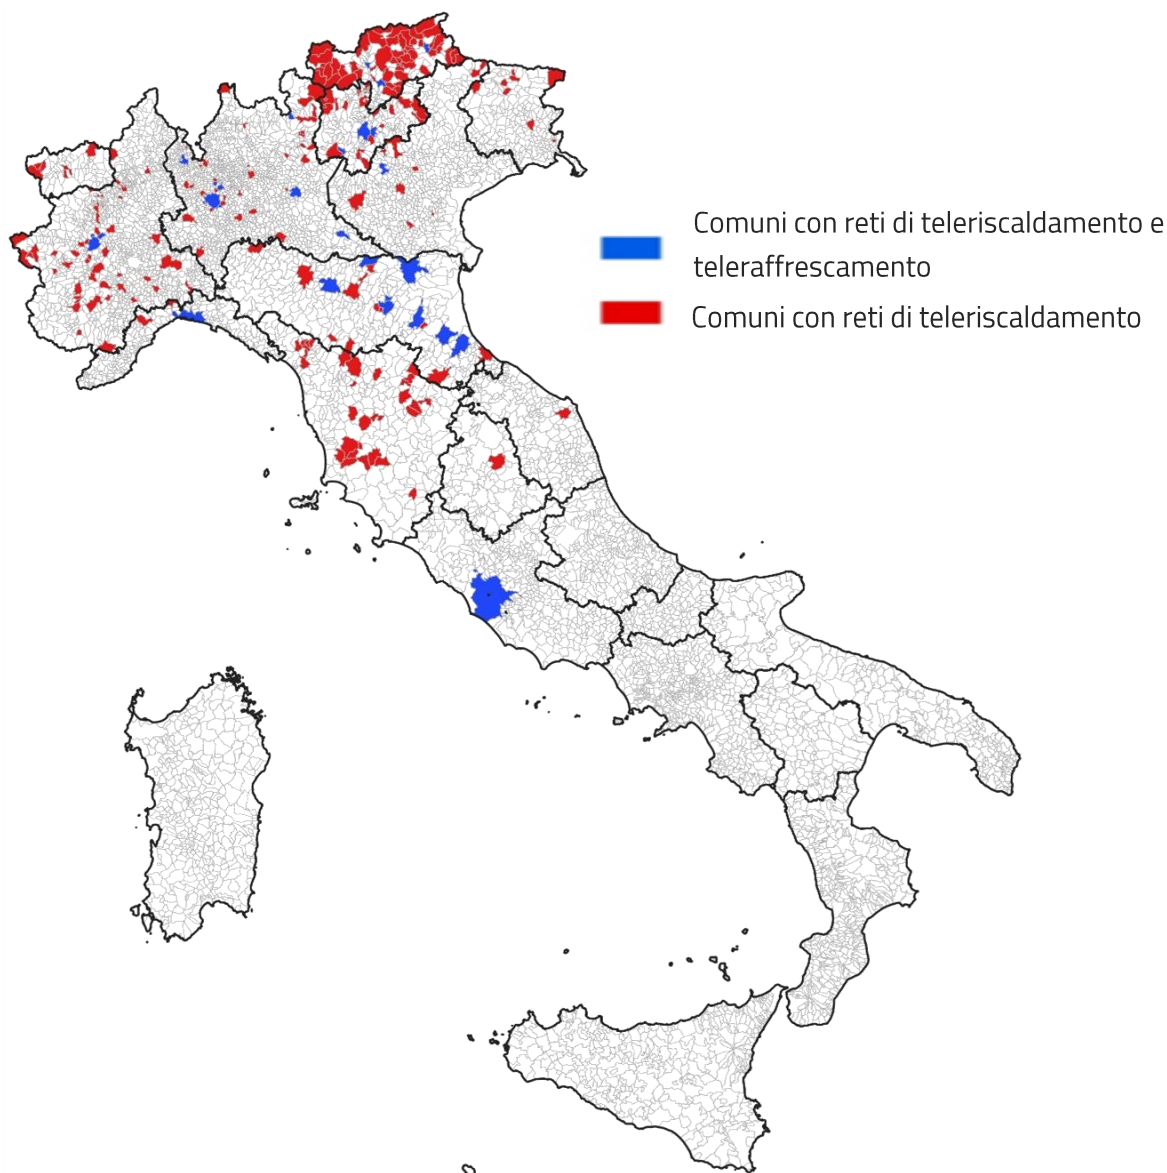 Comuni con reti di teleriscaldamento e
teleraffrescamento
Comuni con reti di teleriscaldamento